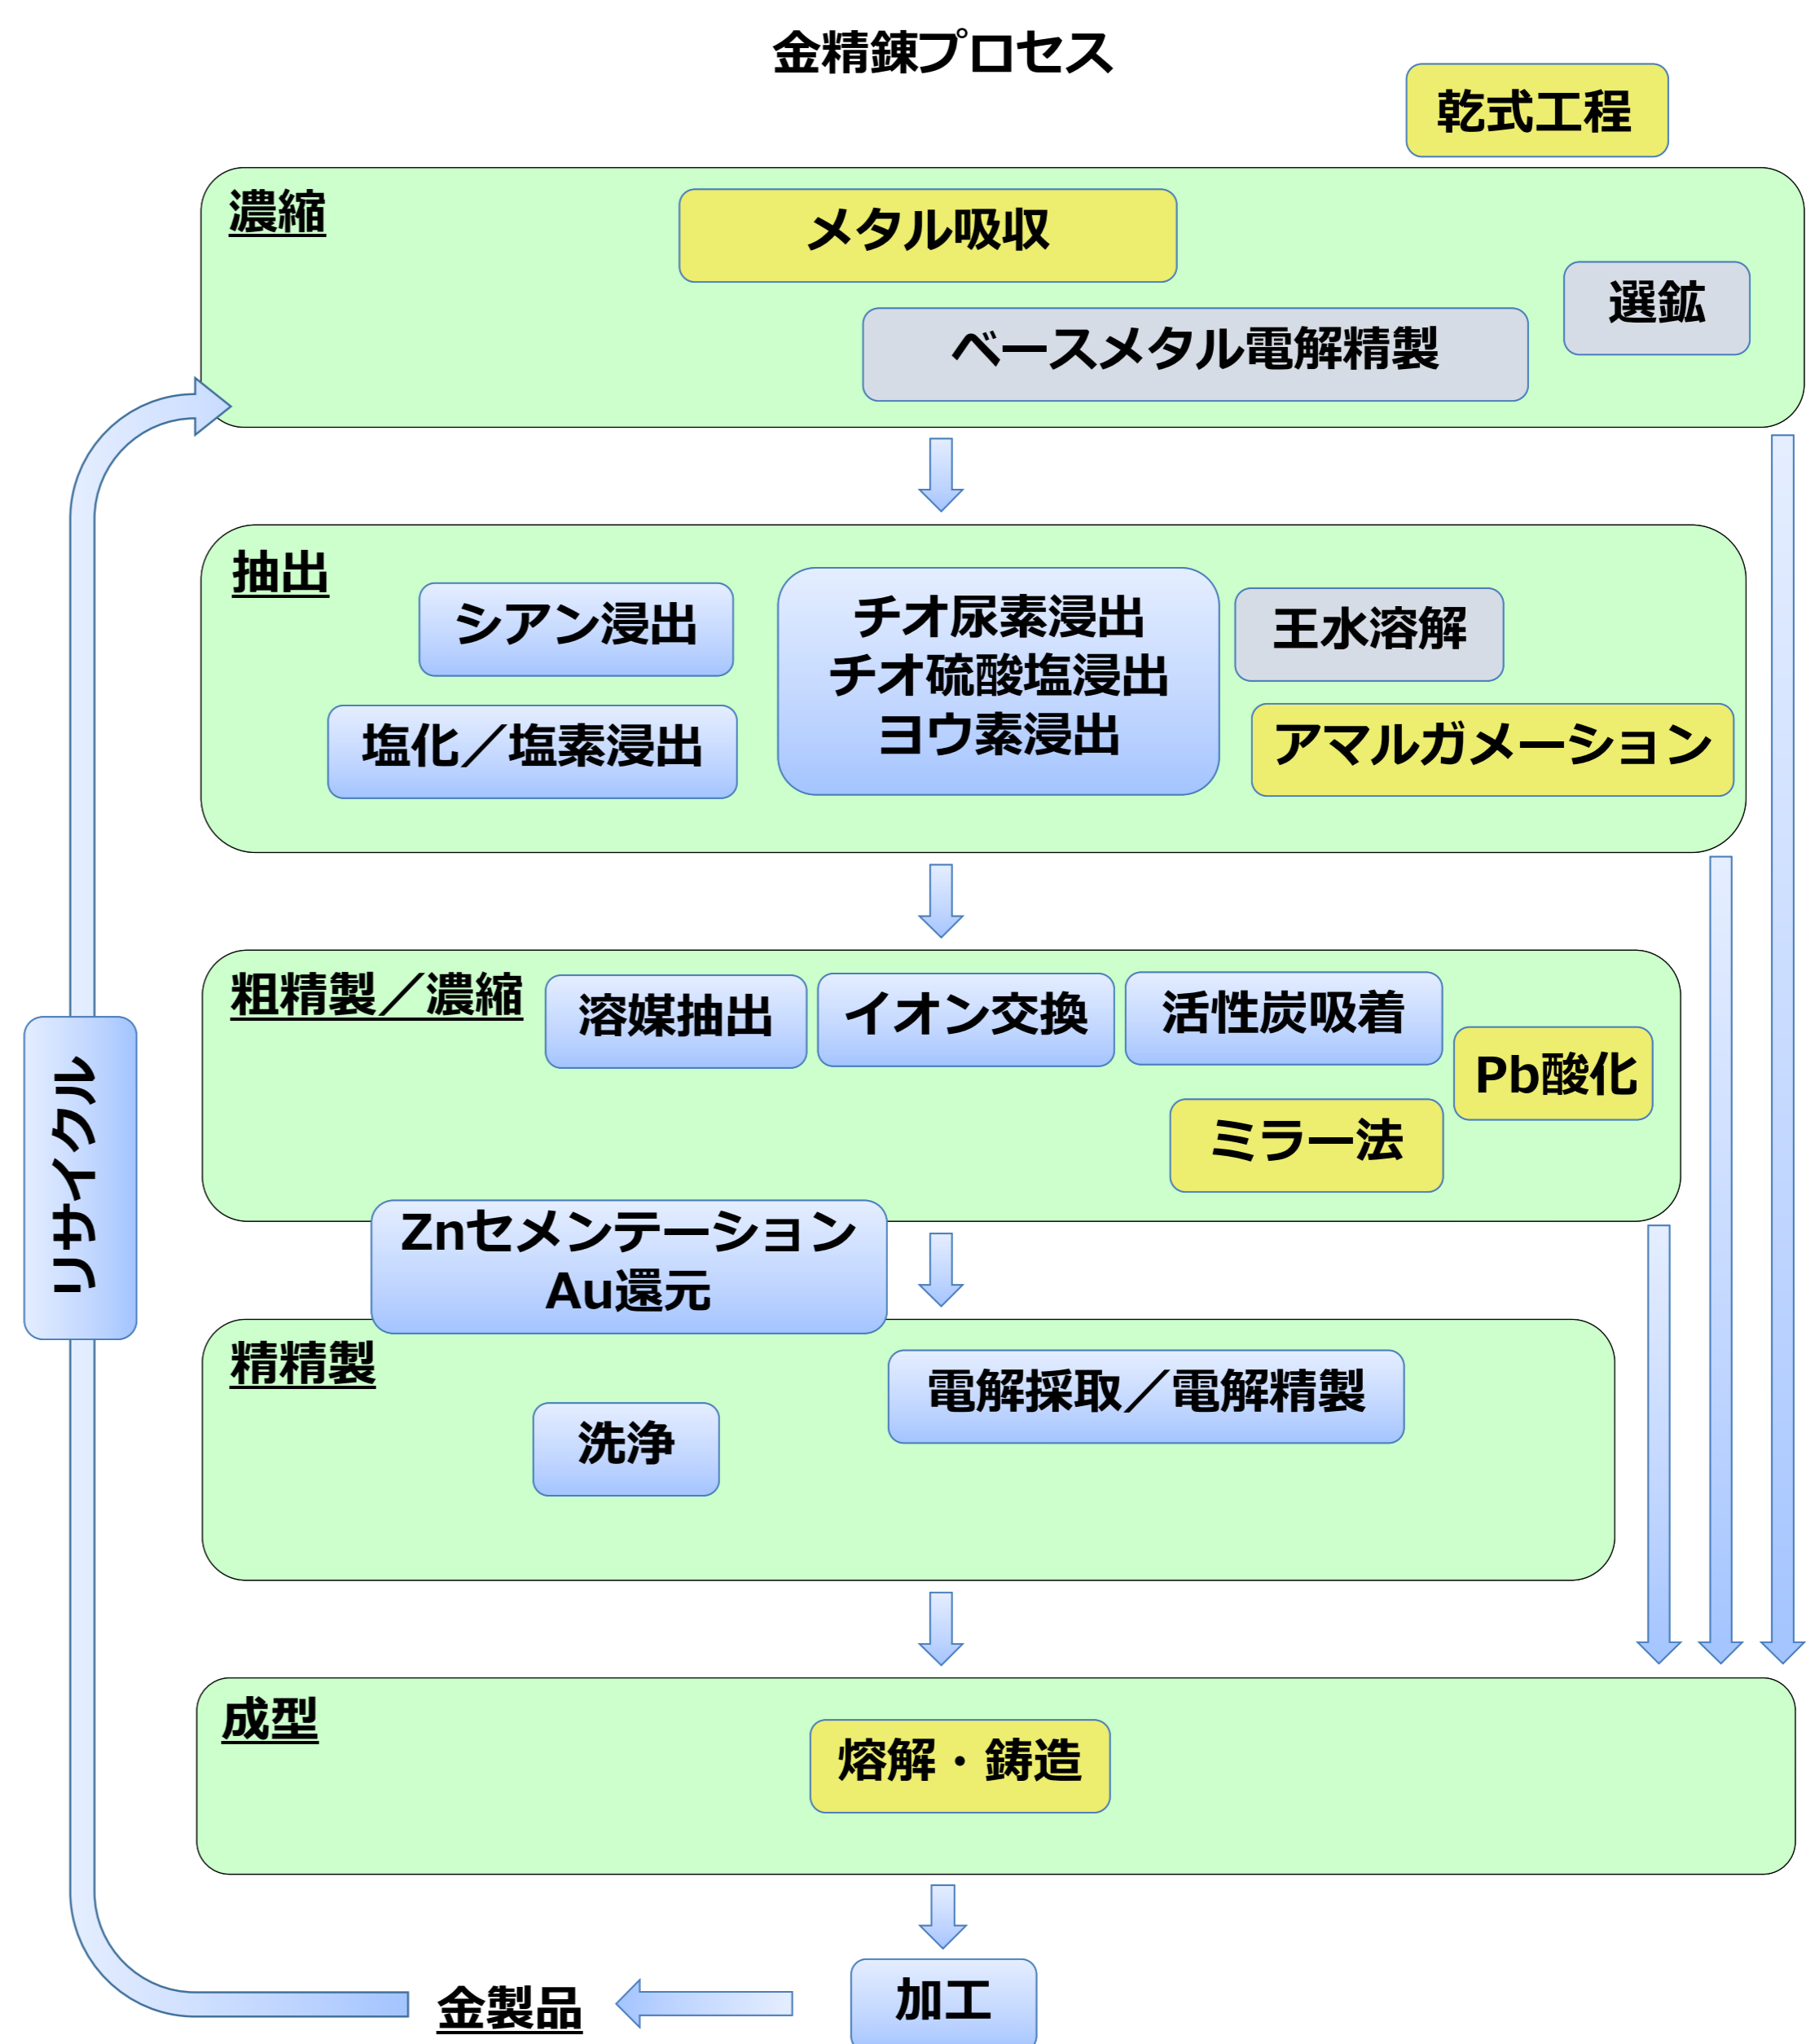 金精錬プロセス
乾式工程
濃縮
メタル吸収
選鉱
ベースメタル電解精製
抽出
シアン浸出
チオ尿素浸出
チオ硫酸塩浸出
ヨウ素浸出
王水溶解
塩化／塩素浸出
アマルガメーション
粗精製／濃縮
溶媒抽出
イオン交換
活性炭吸着
Pb酸化
ミラー法
Znセメンテーション
Au還元
精精製
電解採取／電解精製
洗浄
成型
熔解・鋳造
加工
金製品
リサイクル